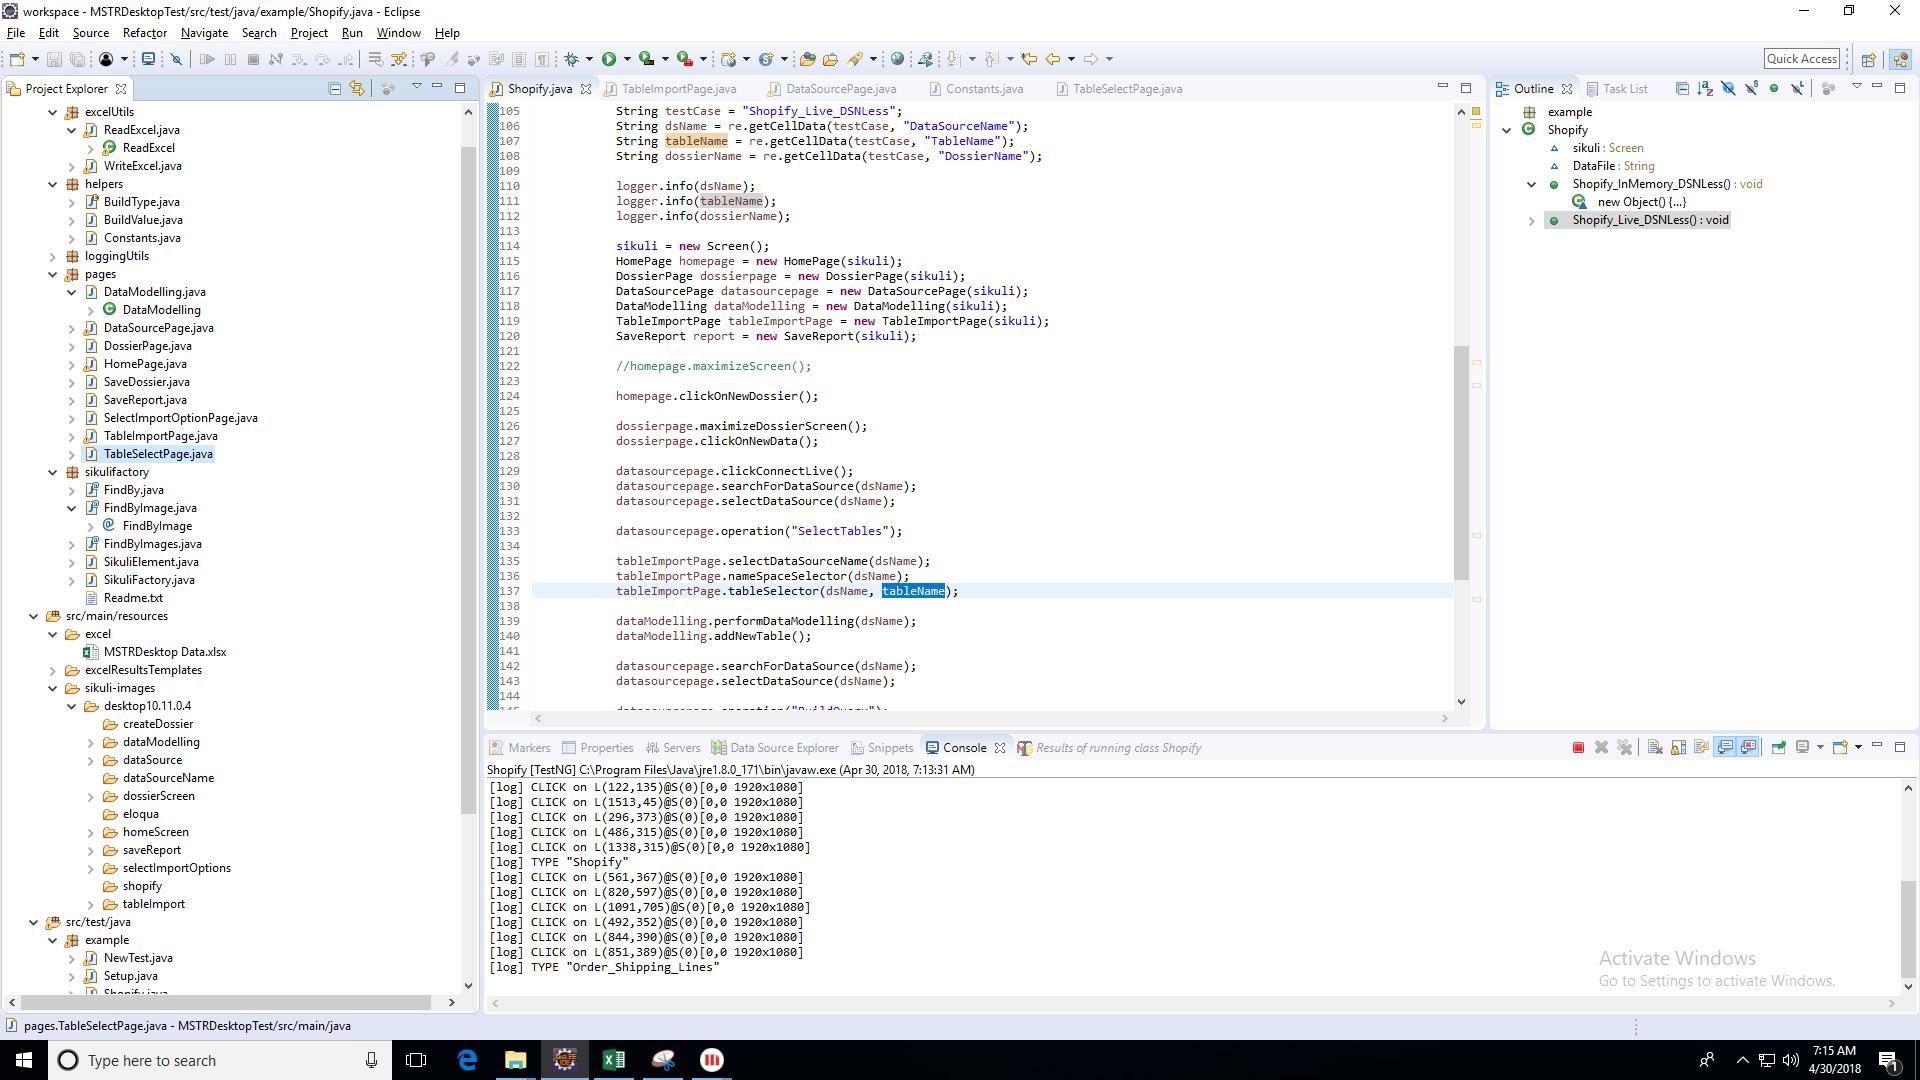 workspace - MSTRDesktopTest/src/test/java/example/Shopify.java - Eclipse
File Edit Source Refactor Navigate Search Project Run Window Help
Quick Access
Project Explorer
excelUtils
ReadExcel.java
ReadExcel
WriteExcel.java
helpers
BuildType.java
BuildValue.java
Constants.java
loggingUtils
pages
DataModelling.java
DataModelling
DataSourcePage.java
DossierPage.java
HomePage.java
SaveDossier.java
SaveReport.java
SelectImportOptionPage.java
TableImportPage.java
TableSelectPage.java
sikulifactory
FindBy.java
FindByImage.java
FindByImage
FindByImages.java
SikuliElement.java
SikuliFactory.java
Readme.txt
src/main/resources
excel
MSTRDesktop Data.xlsx
excelResultsTemplates
sikuli-images
desktop10.11.0.4
createDossier
dataModelling
dataSource
dataSourceName
dossierScreen
eloqua
homeScreen
saveReport
selectImportOptions
shopify
tableImport
src/test/java
example
NewTest.java
Setup.java
Shopify.java
Shopify.java TableImportPage.java DataSourcePage.java Constants.java TableSelectPage.java
105 String testCase = "Shopify_Live_DSNLess";
106 String dsName = re.getCellData(testCase, "DataSourceName");
107 String tableName = re.getCellData(testCase, "TableName");
108 String dossierName = re.getCellData(testCase, "DossierName");
109
110 logger.info(dsName);
111 logger.info(tableName);
112 logger.info(dossierName);
113
114 sikuli = new Screen();
115 HomePage homepage = new HomePage(sikuli);
116 DossierPage dossierpage = new DossierPage(sikuli);
117 DataSourcePage datasourcepage = new DataSourcePage(sikuli);
118 DataModelling dataModelling = new DataModelling(sikuli);
119 TableImportPage tableImportPage = new TableImportPage(sikuli);
120 SaveReport report = new SaveReport(sikuli);
121
122 //homepage.maximizeScreen();
123
124 homepage.clickOnNewDossier();
125
126 dossierpage.maximizeDossierScreen();
127 dossierpage.clickOnNewData();
128
129 datasourcepage.clickConnectLive();
130 datasourcepage.searchForDataSource(dsName);
131 datasourcepage.selectDataSource(dsName);
132
133 datasourcepage.operation("SelectTables");
134
135 tableImportPage.selectDataSourceName(dsName);
136 tableImportPage.nameSpaceSelector(dsName);
137 tableImportPage.tableSelector(dsName, tableName);
138
139 dataModelling.performDataModelling(dsName);
140 dataModelling.addNewTable();
141
142 datasourcepage.searchForDataSource(dsName);
143 datasourcepage.selectDataSource(dsName);
144
145 datasourcepage.operation("BuildQuery");
Outline Task List
example
Shopify
sikuli : Screen
DataFile : String
Shopify_InMemory_DSNLess() : void
new Object() {...}
Shopify_Live_DSNLess() : void
Markers Properties Servers Data Source Explorer Snippets Console Results of running class Shopify
Shopify [TestNG] C:\Program Files\Java\jre1.8.0_171\bin\javaw.exe (Apr 30, 2018, 7:13:31 AM)
[log] CLICK on L(122,135)@S(0)[0,0 1920x1080]
[log] CLICK on L(1513,45)@S(0)[0,0 1920x1080]
[log] CLICK on L(296,373)@S(0)[0,0 1920x1080]
[log] CLICK on L(486,315)@S(0)[0,0 1920x1080]
[log] CLICK on L(1338,315)@S(0)[0,0 1920x1080]
[log] TYPE "Shopify"
[log] CLICK on L(561,367)@S(0)[0,0 1920x1080]
[log] CLICK on L(820,597)@S(0)[0,0 1920x1080]
[log] CLICK on L(1091,705)@S(0)[0,0 1920x1080]
[log] CLICK on L(492,352)@S(0)[0,0 1920x1080]
[log] CLICK on L(844,390)@S(0)[0,0 1920x1080]
[log] CLICK on L(851,389)@S(0)[0,0 1920x1080]
[log] TYPE "Order_Shipping_Lines"
Activate Windows
Go to Settings to activate Windows.
pages.TableSelectPage.java - MSTRDesktopTest/src/main/java
Type here to search
7:15 AM
4/30/2018
1